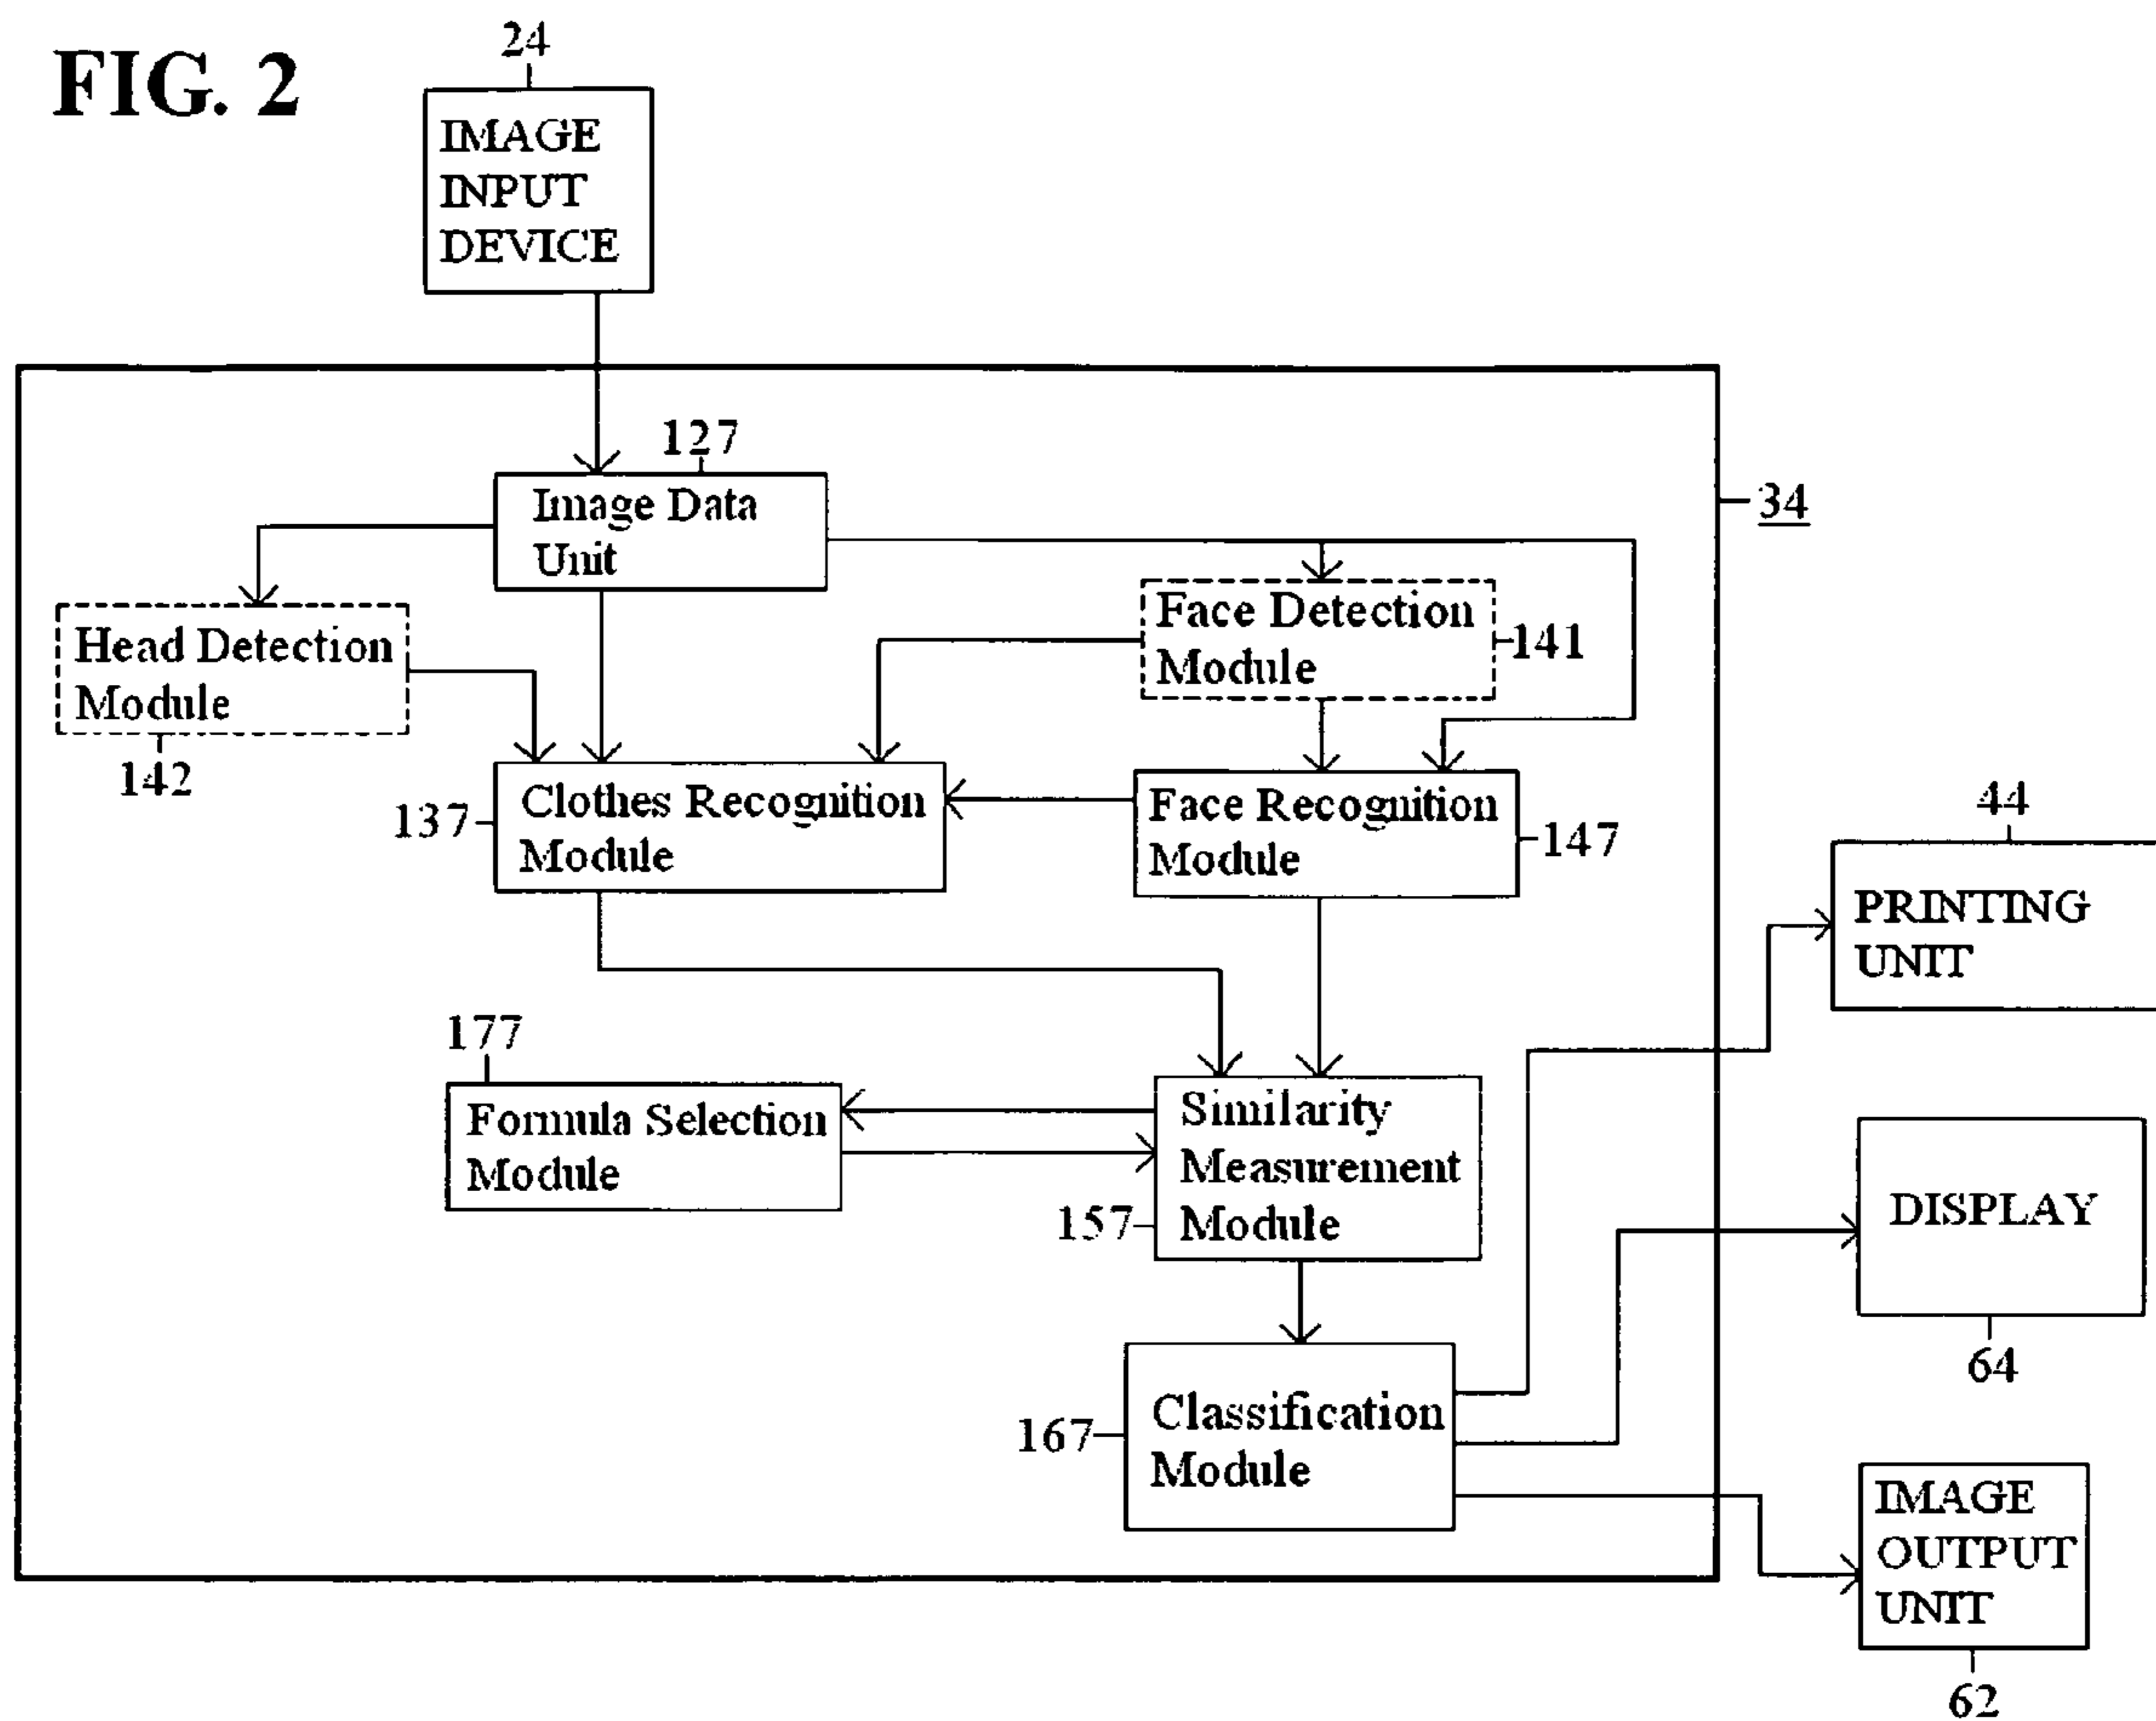 FIG. 2
24
IMAGE
INPUT
DEVICE
127
Image Data
Unit
34
Head Detection
Module
142
Face Detection
Module
141
137
Clothes Recognition
Module
Face Recognition
Module
147
44
PRINTING
UNIT
177
Formula Selection
Module
Similarity
Measurement
Module
157
DISPLAY
64
167
Classification
Module
IMAGE
OUTPUT
UNIT
62